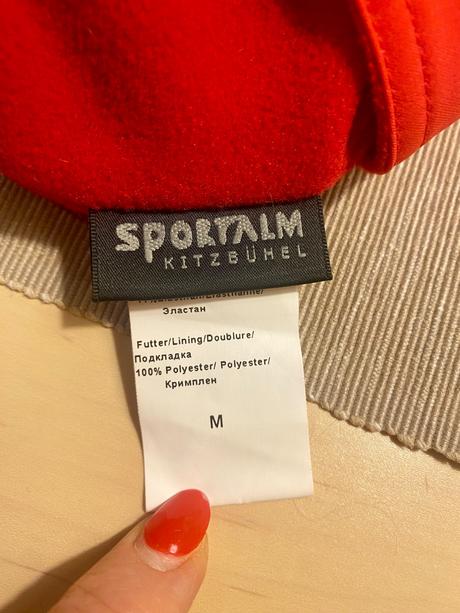 SPORTALM
KITZBÜHEL
Эластан
Futter/Lining/Doublure/
Подкладка
100% Polyester/ Polyester/
Кримплен
M